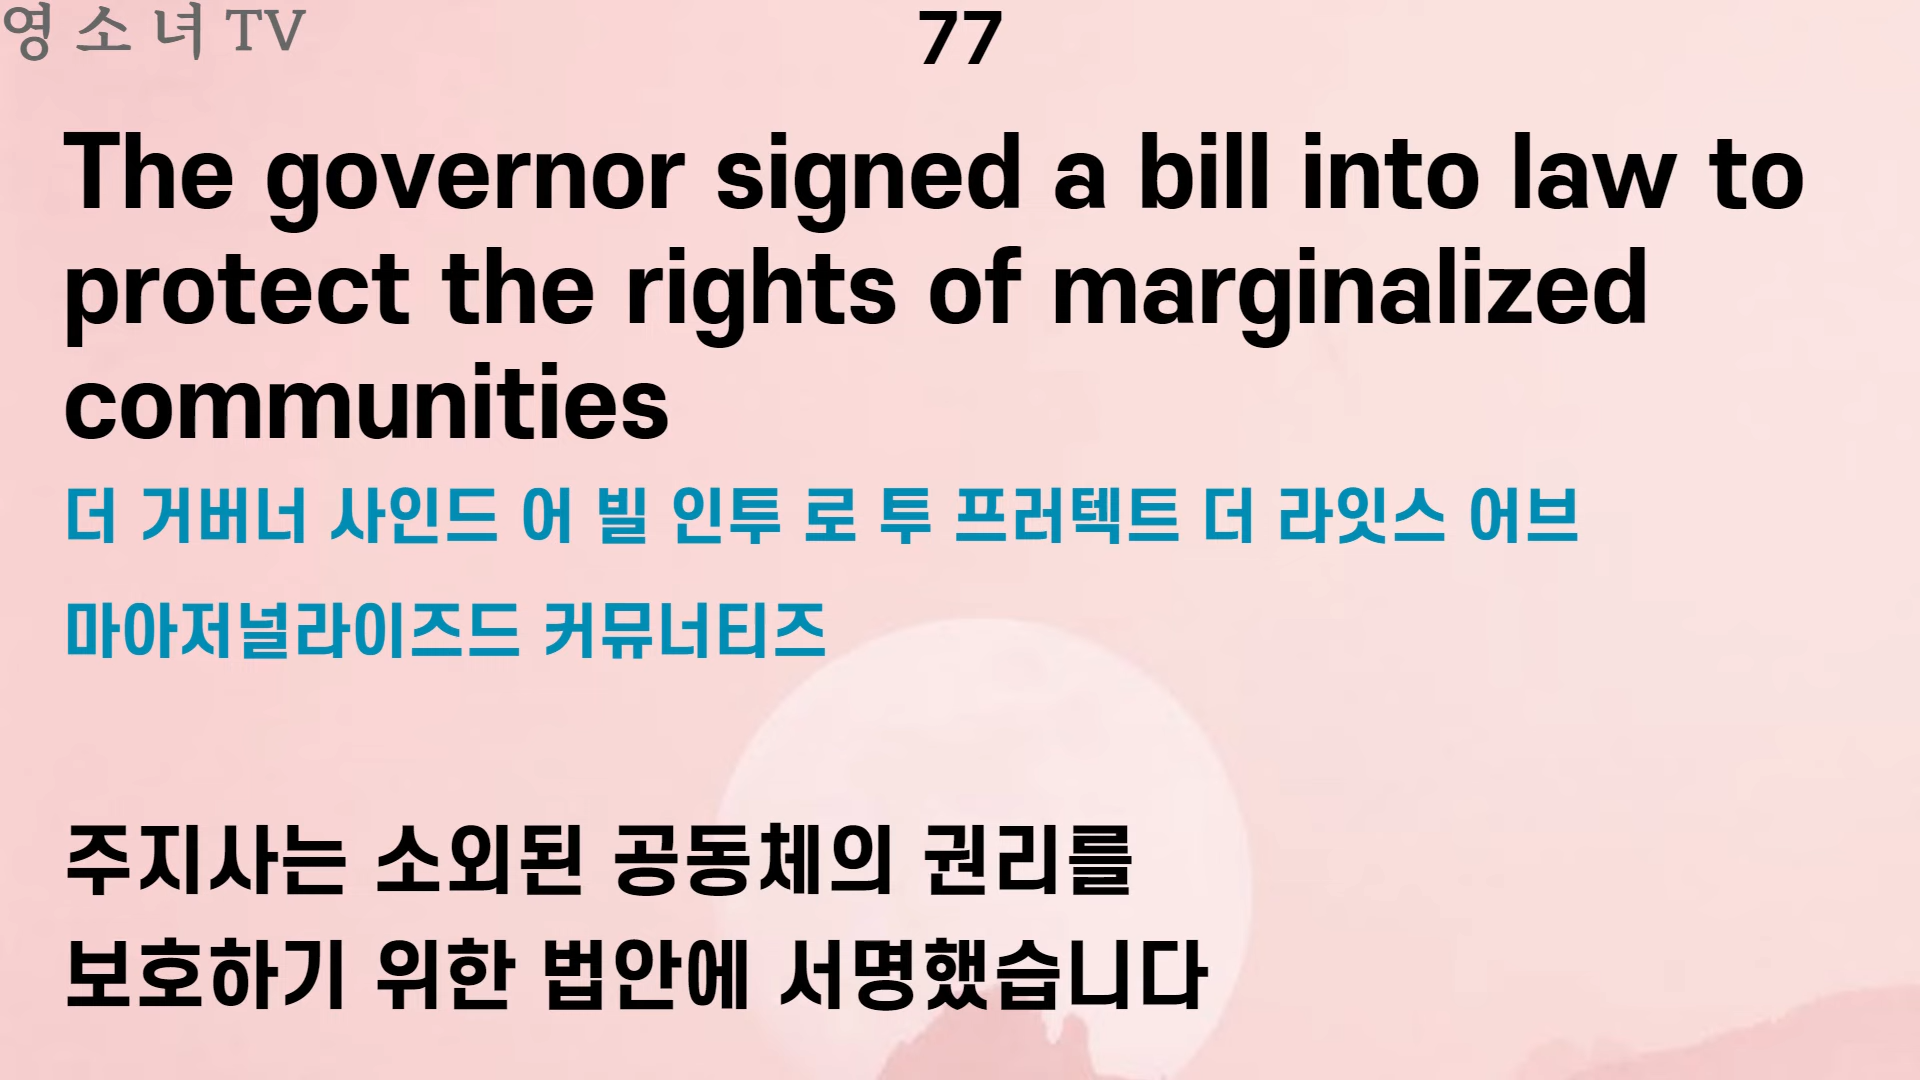 영소녀TV
77
The governor signed a bill into law to
protect the rights of marginalized
communities
더 거버너 사인드 어 빌 인투 로 투 프러텍트 더 라잇스 어브
마아저널라이즈드 커뮤너티즈
주지사는 소외된 공동체의 권리를
보호하기 위한 법안에 서명했습니다